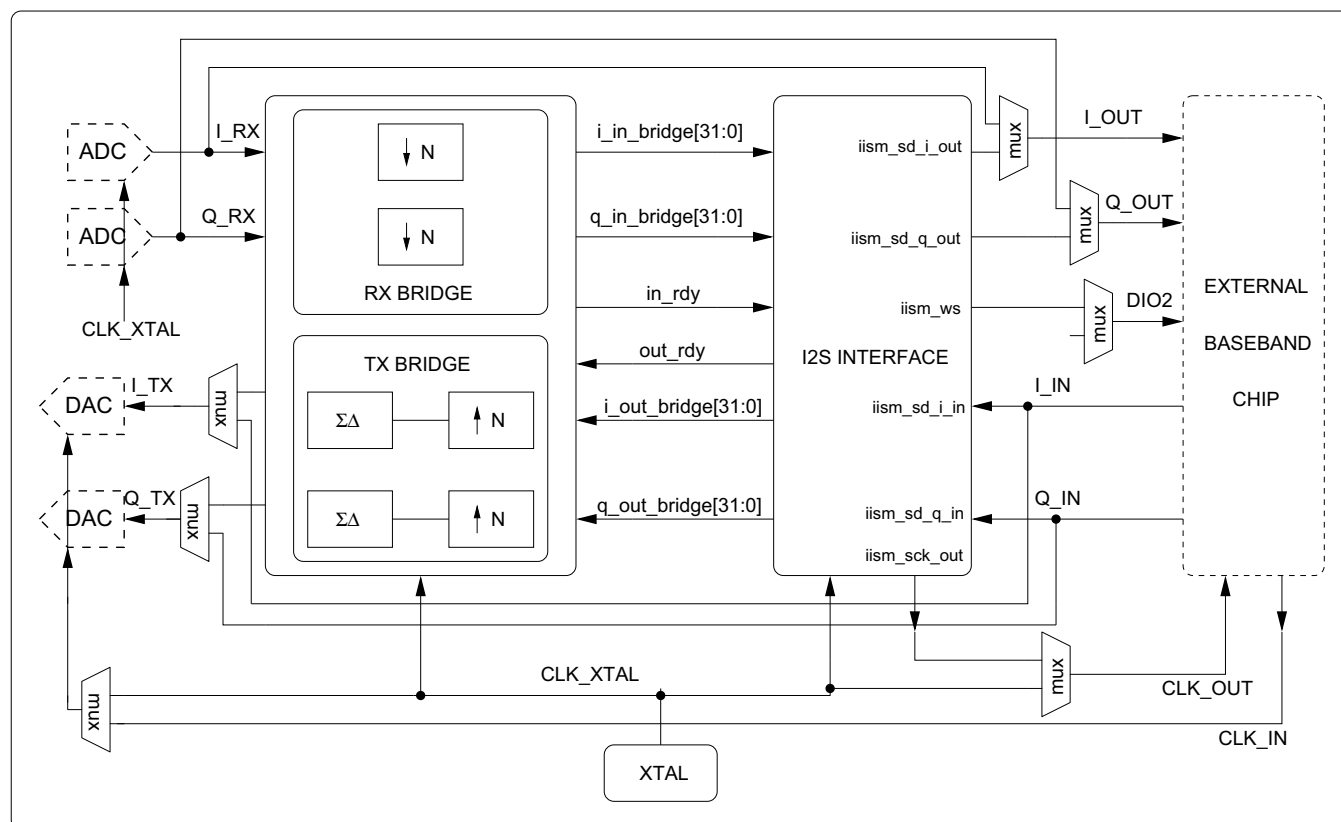 ADC
I_RX
ADC
Q_RX
CLK_XTAL
↓ N
↓ N
RX BRIDGE
TX BRIDGE
ΣΔ
↑ N
ΣΔ
↑ N
DAC
I_TX
mux
DAC
Q_TX
mux
mux
i_in_bridge[31:0]
q_in_bridge[31:0]
in_rdy
out_rdy
i_out_bridge[31:0]
q_out_bridge[31:0]
iism_sd_i_out
iism_sd_q_out
iism_ws
I2S INTERFACE
iism_sd_i_in
iism_sd_q_in
iism_sck_out
mux
I_OUT
mux
Q_OUT
mux
DIO2
I_IN
Q_IN
EXTERNAL
BASEBAND
CHIP
CLK_XTAL
mux
CLK_OUT
CLK_IN
XTAL